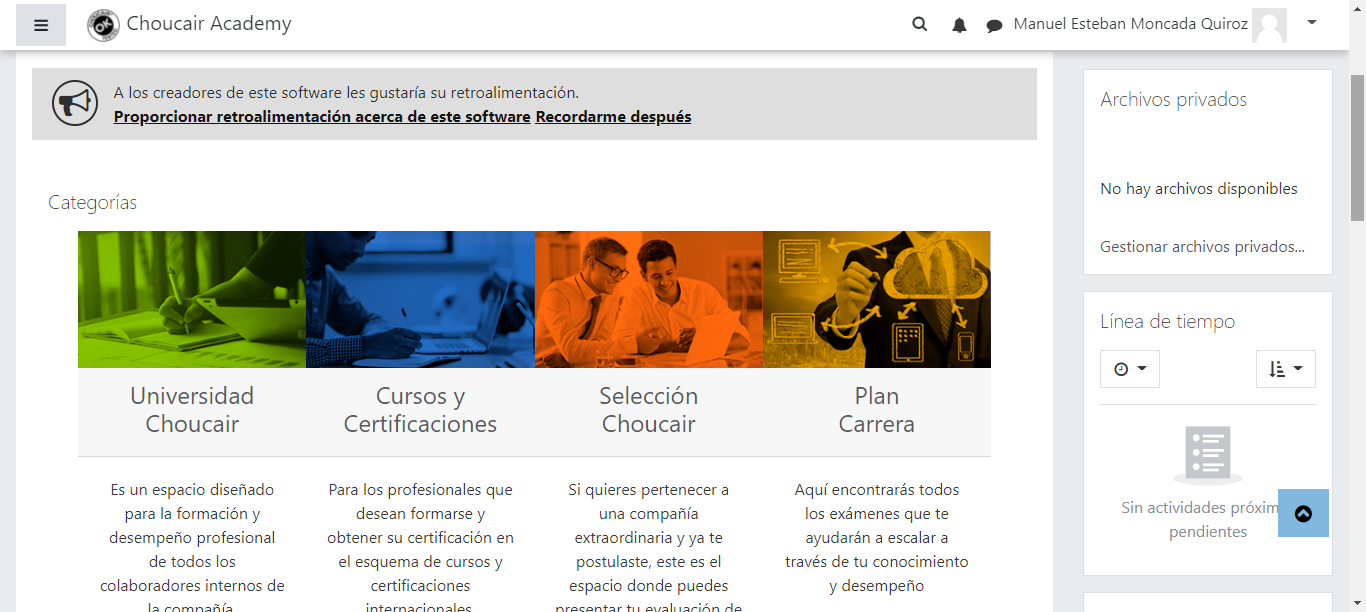 Choucair Academy
Manuel Esteban Moncada Quiroz
A los creadores de este software les gustaría su retroalimentación.
Proporcionar retroalimentación acerca de este software Recordarme después
Categorías
Universidad
Choucair
Es un espacio diseñado
para la formación y
desempeño profesional
de todos los
colaboradores internos de
la compañía
Cursos y
Certificaciones
Para los profesionales que
desean formarse y
obtener su certificación en
el esquema de cursos y
certificaciones
internacionales
Selección
Choucair
Si quieres pertenecer a
una compañía
extraordinaria y ya te
postulaste, este es el
espacio donde puedes
presentar tu evaluación de
Plan
Carrera
Aquí encontrarás todos
los exámenes que te
ayudarán a escalar a
través de tu conocimiento
y desempeño
Archivos privados
No hay archivos disponibles
Gestionar archivos privados...
Línea de tiempo
Sin actividades próxim
pendientes